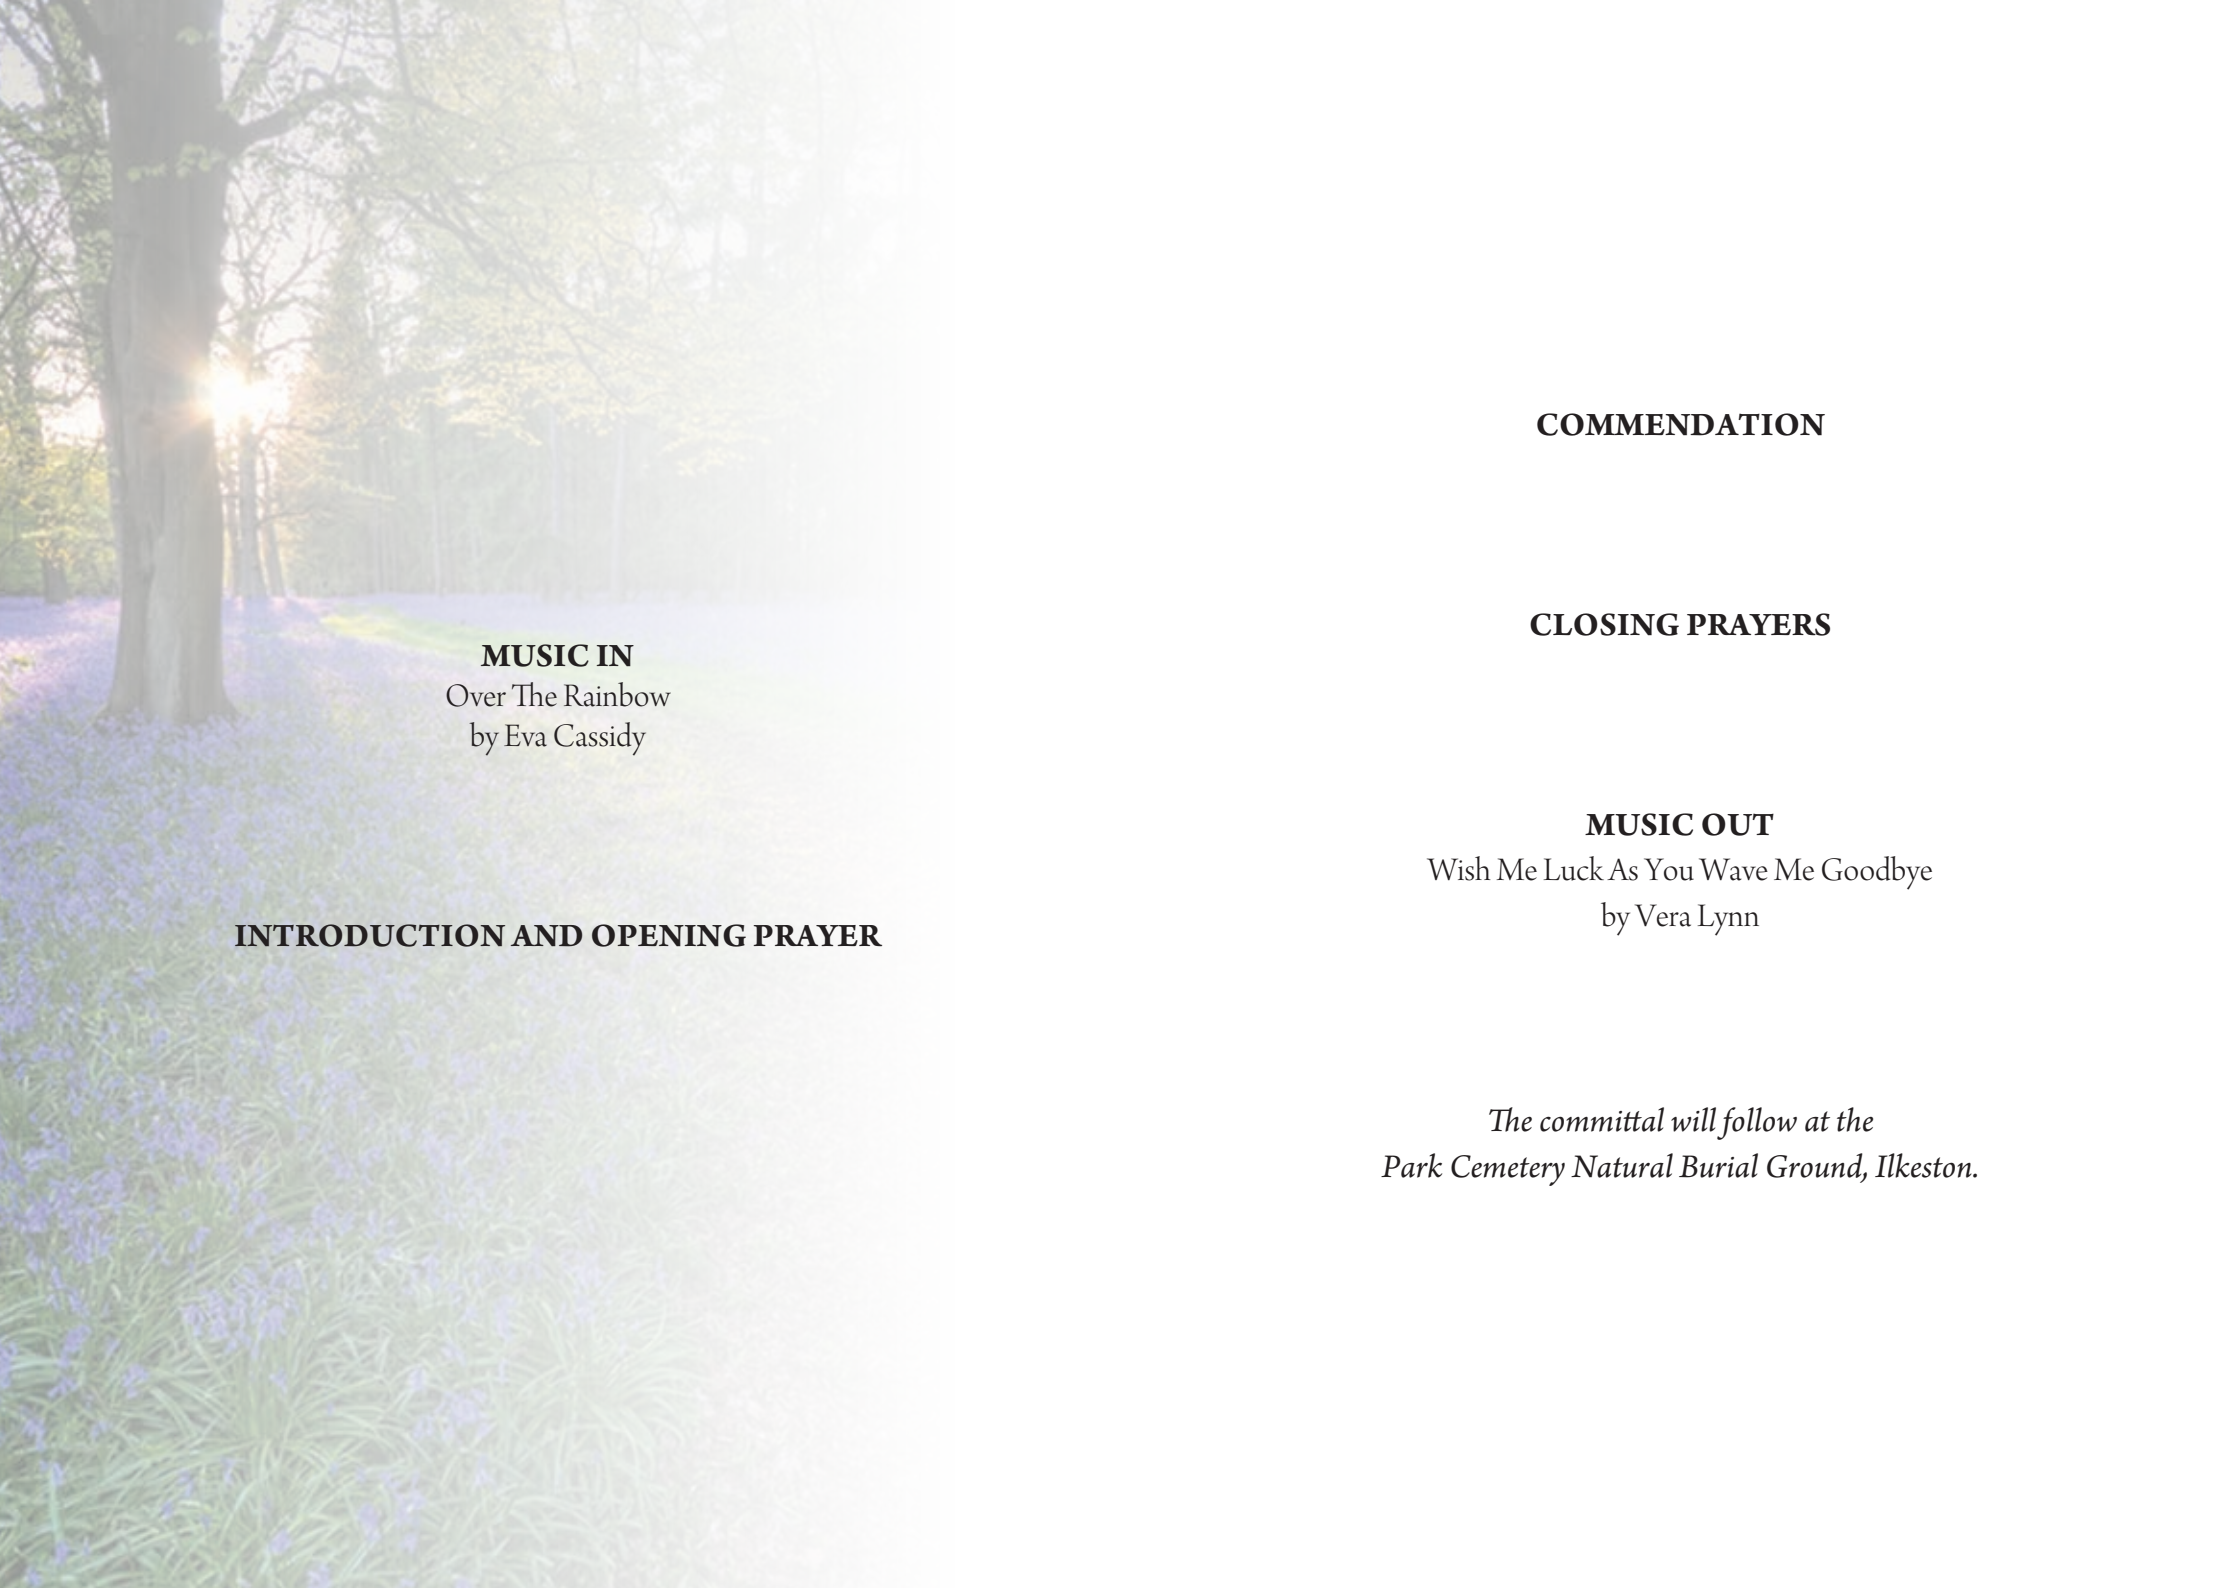 MUSIC IN
Over The Rainbow
by Eva Cassidy
INTRODUCTION AND OPENING PRAYER
COMMENDATION
CLOSING PRAYERS
MUSIC OUT
Wish Me Luck As You Wave Me Goodbye
by Vera Lynn
The committal will follow at the
Park Cemetery Natural Burial Ground, Ilkeston.